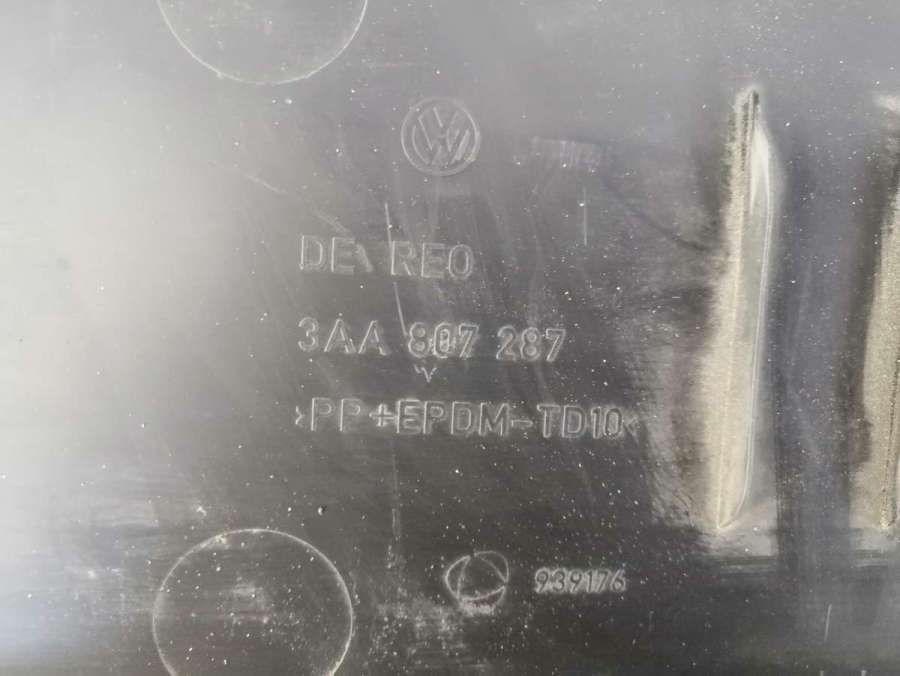 DE\ REO
3AA 807 287
>PP+EPDM-TD10<
939176